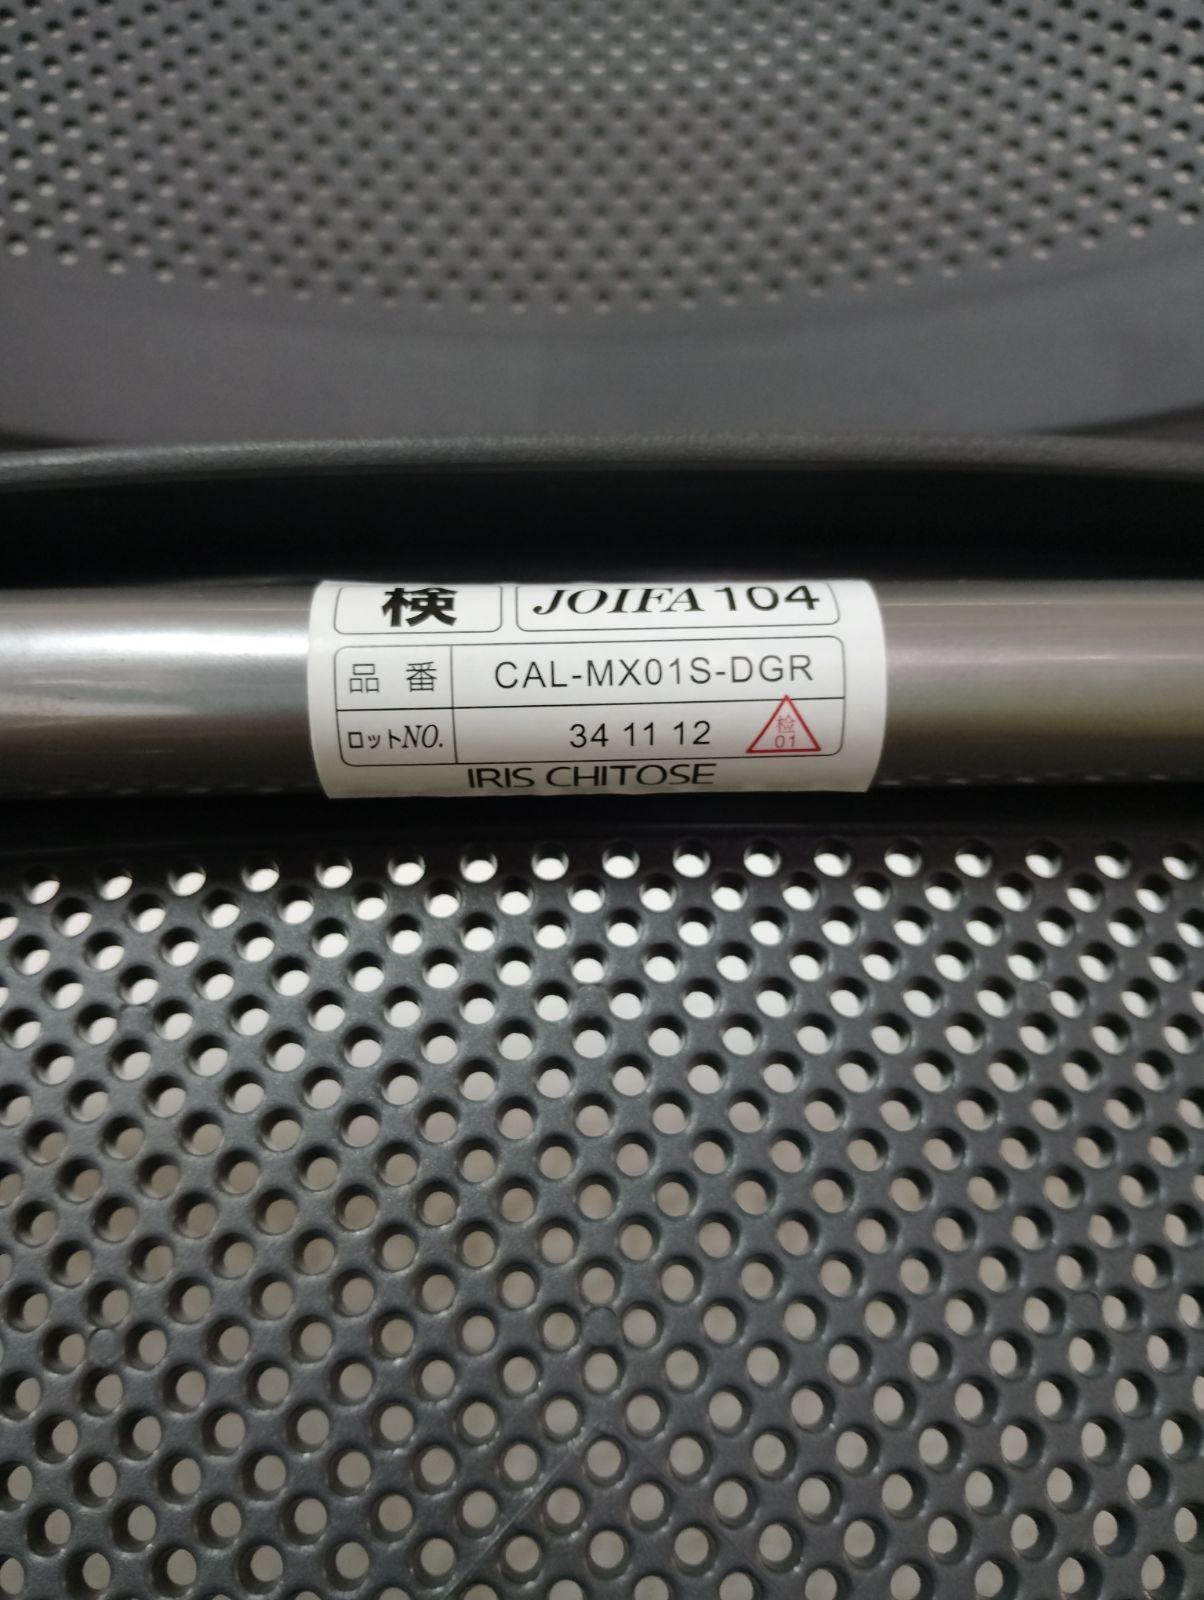 検 JOIFA 104
品番 CAL-MX01S-DGR
ロットNO. 34 11 12 检 01
IRIS CHITOSE